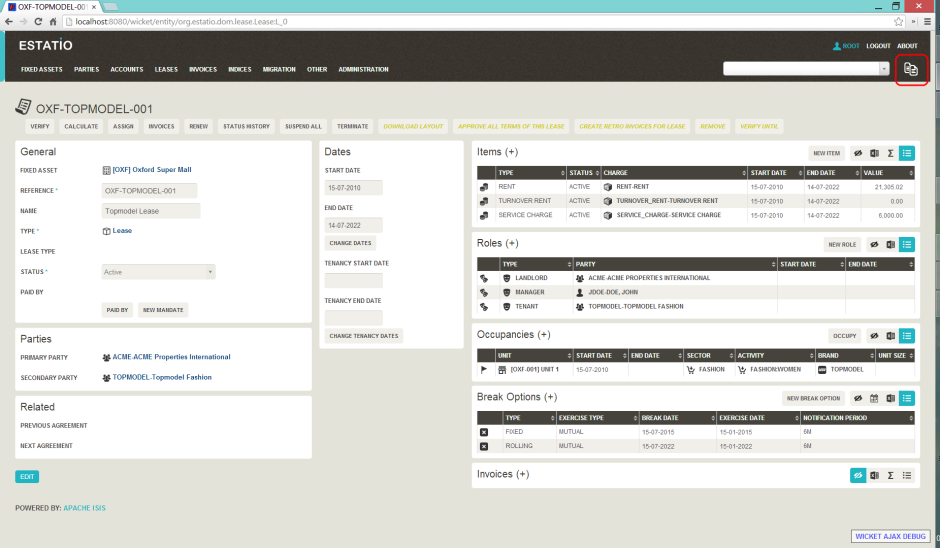 OXF-TOPMODEL-001
localhost:8080/wicket/entity/org.estatio.dom.lease.Lease:L_0
ESTATIO
ROOT LOGOUT ABOUT
FIXED ASSETS PARTIES ACCOUNTS LEASES INVOICES INDICES MIGRATION OTHER ADMINISTRATION
OXF-TOPMODEL-001
VERIFY CALCULATE ASSIGN INVOICES RENEW STATUS HISTORY SUSPEND ALL TERMINATE DOWNLOAD LAYOUT APPROVE ALL TERMS OF THIS LEASE CREATE RETRO INVOICES FOR LEASE REMOVE VERIFY UNTIL
General
FIXED ASSET [OXF] Oxford Super Mall
REFERENCE * OXF-TOPMODEL-001
NAME Topmodel Lease
TYPE * Lease
LEASE TYPE
STATUS * Active
PAID BY
PAID BY NEW MANDATE
Parties
PRIMARY PARTY ACME-ACME Properties International
SECONDARY PARTY TOPMODEL-Topmodel Fashion
Related
PREVIOUS AGREEMENT
NEXT AGREEMENT
EDIT
Dates
START DATE
15-07-2010
END DATE
14-07-2022
CHANGE DATES
TENANCY START DATE
TENANCY END DATE
CHANGE TENANCY DATES
Items (+) NEW ITEM Σ
TYPE STATUS CHARGE START DATE END DATE VALUE
RENT ACTIVE RENT-RENT 15-07-2010 14-07-2022 21,305.02
TURNOVER RENT ACTIVE TURNOVER_RENT-TURNOVER RENT 15-07-2010 14-07-2022 0.00
SERVICE CHARGE ACTIVE SERVICE_CHARGE-SERVICE CHARGE 15-07-2010 14-07-2022 6,000.00
Roles (+) NEW ROLE
TYPE PARTY START DATE END DATE
LANDLORD ACME-ACME PROPERTIES INTERNATIONAL
MANAGER JDOE-DOE, JOHN
TENANT TOPMODEL-TOPMODEL FASHION
Occupancies (+) OCCUPY
UNIT START DATE END DATE SECTOR ACTIVITY BRAND UNIT SIZE
[OXF-001] UNIT 1 15-07-2010 FASHION FASHION:WOMEN TOPMODEL
Break Options (+) NEW BREAK OPTION
TYPE EXERCISE TYPE BREAK DATE EXERCISE DATE NOTIFICATION PERIOD
FIXED MUTUAL 15-07-2015 15-01-2015 6M
ROLLING MUTUAL 15-07-2022 15-01-2022 6M
Invoices (+) Σ
POWERED BY: APACHE ISIS
WICKET AJAX DEBUG